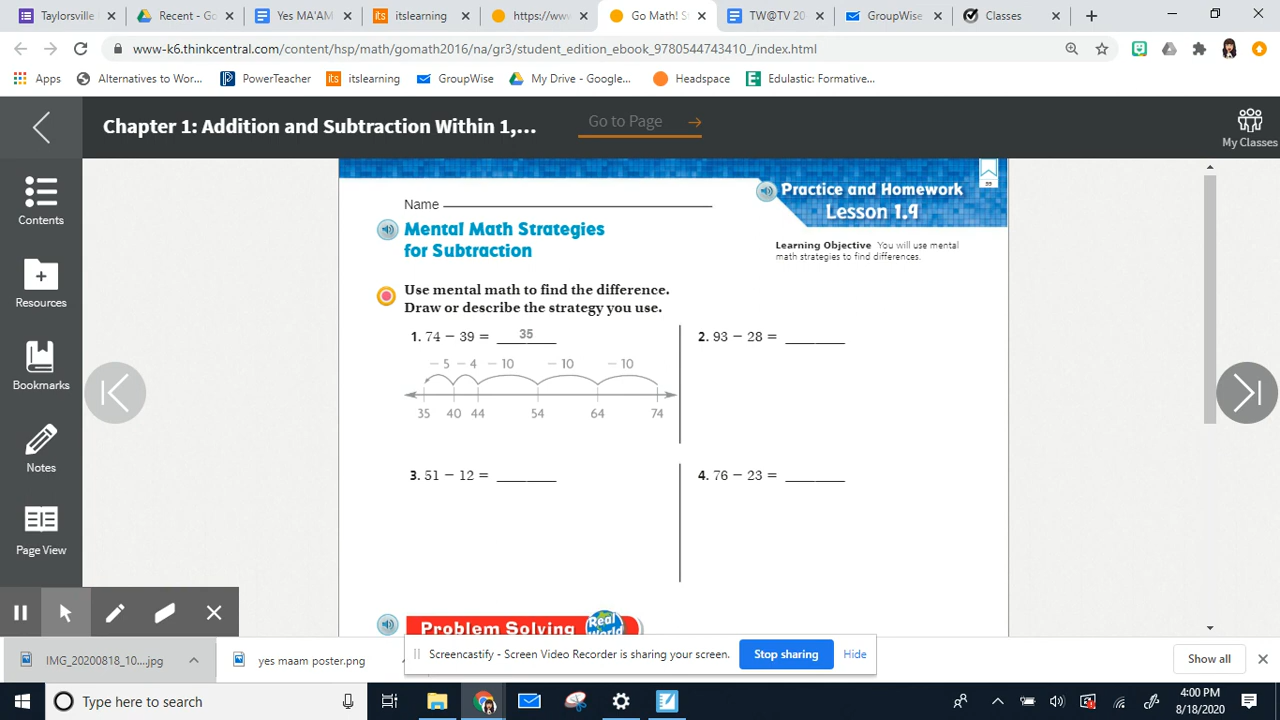 Taylorsville
Recent - Go
Yes MA'AM
itslearning
https://ww
Go Math! S
TW@TV 20
GroupWise
Classes
www-k6.thinkcentral.com/content/hsp/math/gomath2016/na/gr3/student_edition_ebook_9780544743410_/index.html
Apps
Alternatives to Wor...
PowerTeacher
itslearning
GroupWise
My Drive - Google...
Headspace
Edulastic: Formative...
Chapter 1: Addition and Subtraction Within 1,...
Go to Page
My Classes
Contents
Resources
Bookmarks
Notes
Page View
Name
Practice and Homework
Lesson 1.9
Mental Math Strategies
for Subtraction
Learning Objective You will use mental
math strategies to find differences.
Use mental math to find the difference.
Draw or describe the strategy you use.
1. 74 − 39 = 35
− 5 − 4 − 10 − 10 − 10
35 40 44 54 64 74
2. 93 − 28 = ______
3. 51 − 12 = ______
4. 76 − 23 = ______
Problem Solving Real World
Screencastify - Screen Video Recorder is sharing your screen.
Stop sharing
Hide
IMG_20200818_10....jpg
yes maam poster.png
Show all
Type here to search
4:00 PM
8/18/2020